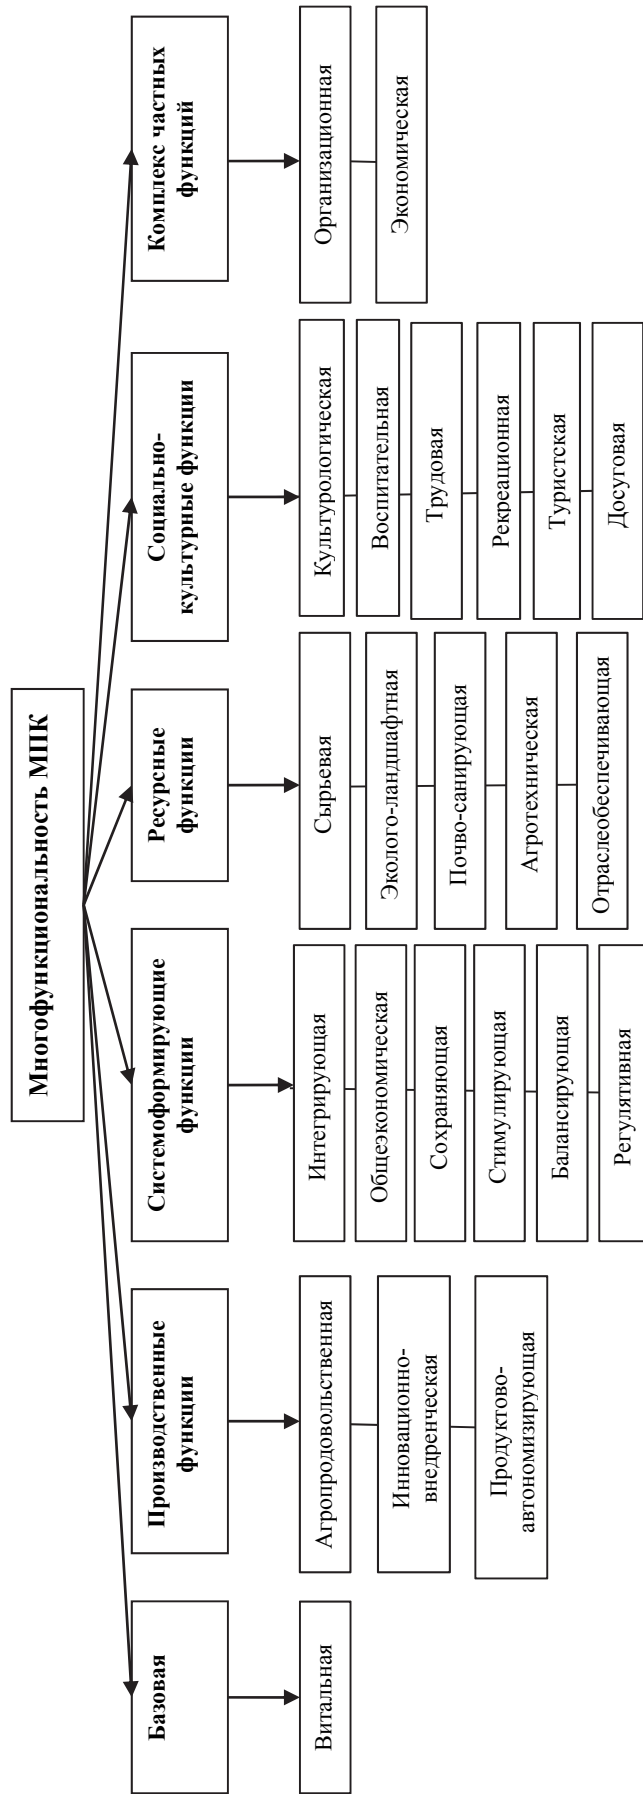 Многофункциональность МПК
Базовая
Витальная
Производственные
функции
Агропродовольственная
Инновационно-
внедренческая
Продуктово-
автономизирующая
Системоформирующие
функции
Интегрирующая
Общеэкономическая
Сохраняющая
Стимулирующая
Балансирующая
Регулятивная
Ресурсные
функции
Сырьевая
Эколого-ландшафтная
Почво-санирующая
Агротехническая
Отраслеобеспечивающая
Социально-
культурные функции
Культурологическая
Воспитательная
Трудовая
Рекреационная
Туристская
Досуговая
Комплекс частных
функций
Организационная
Экономическая